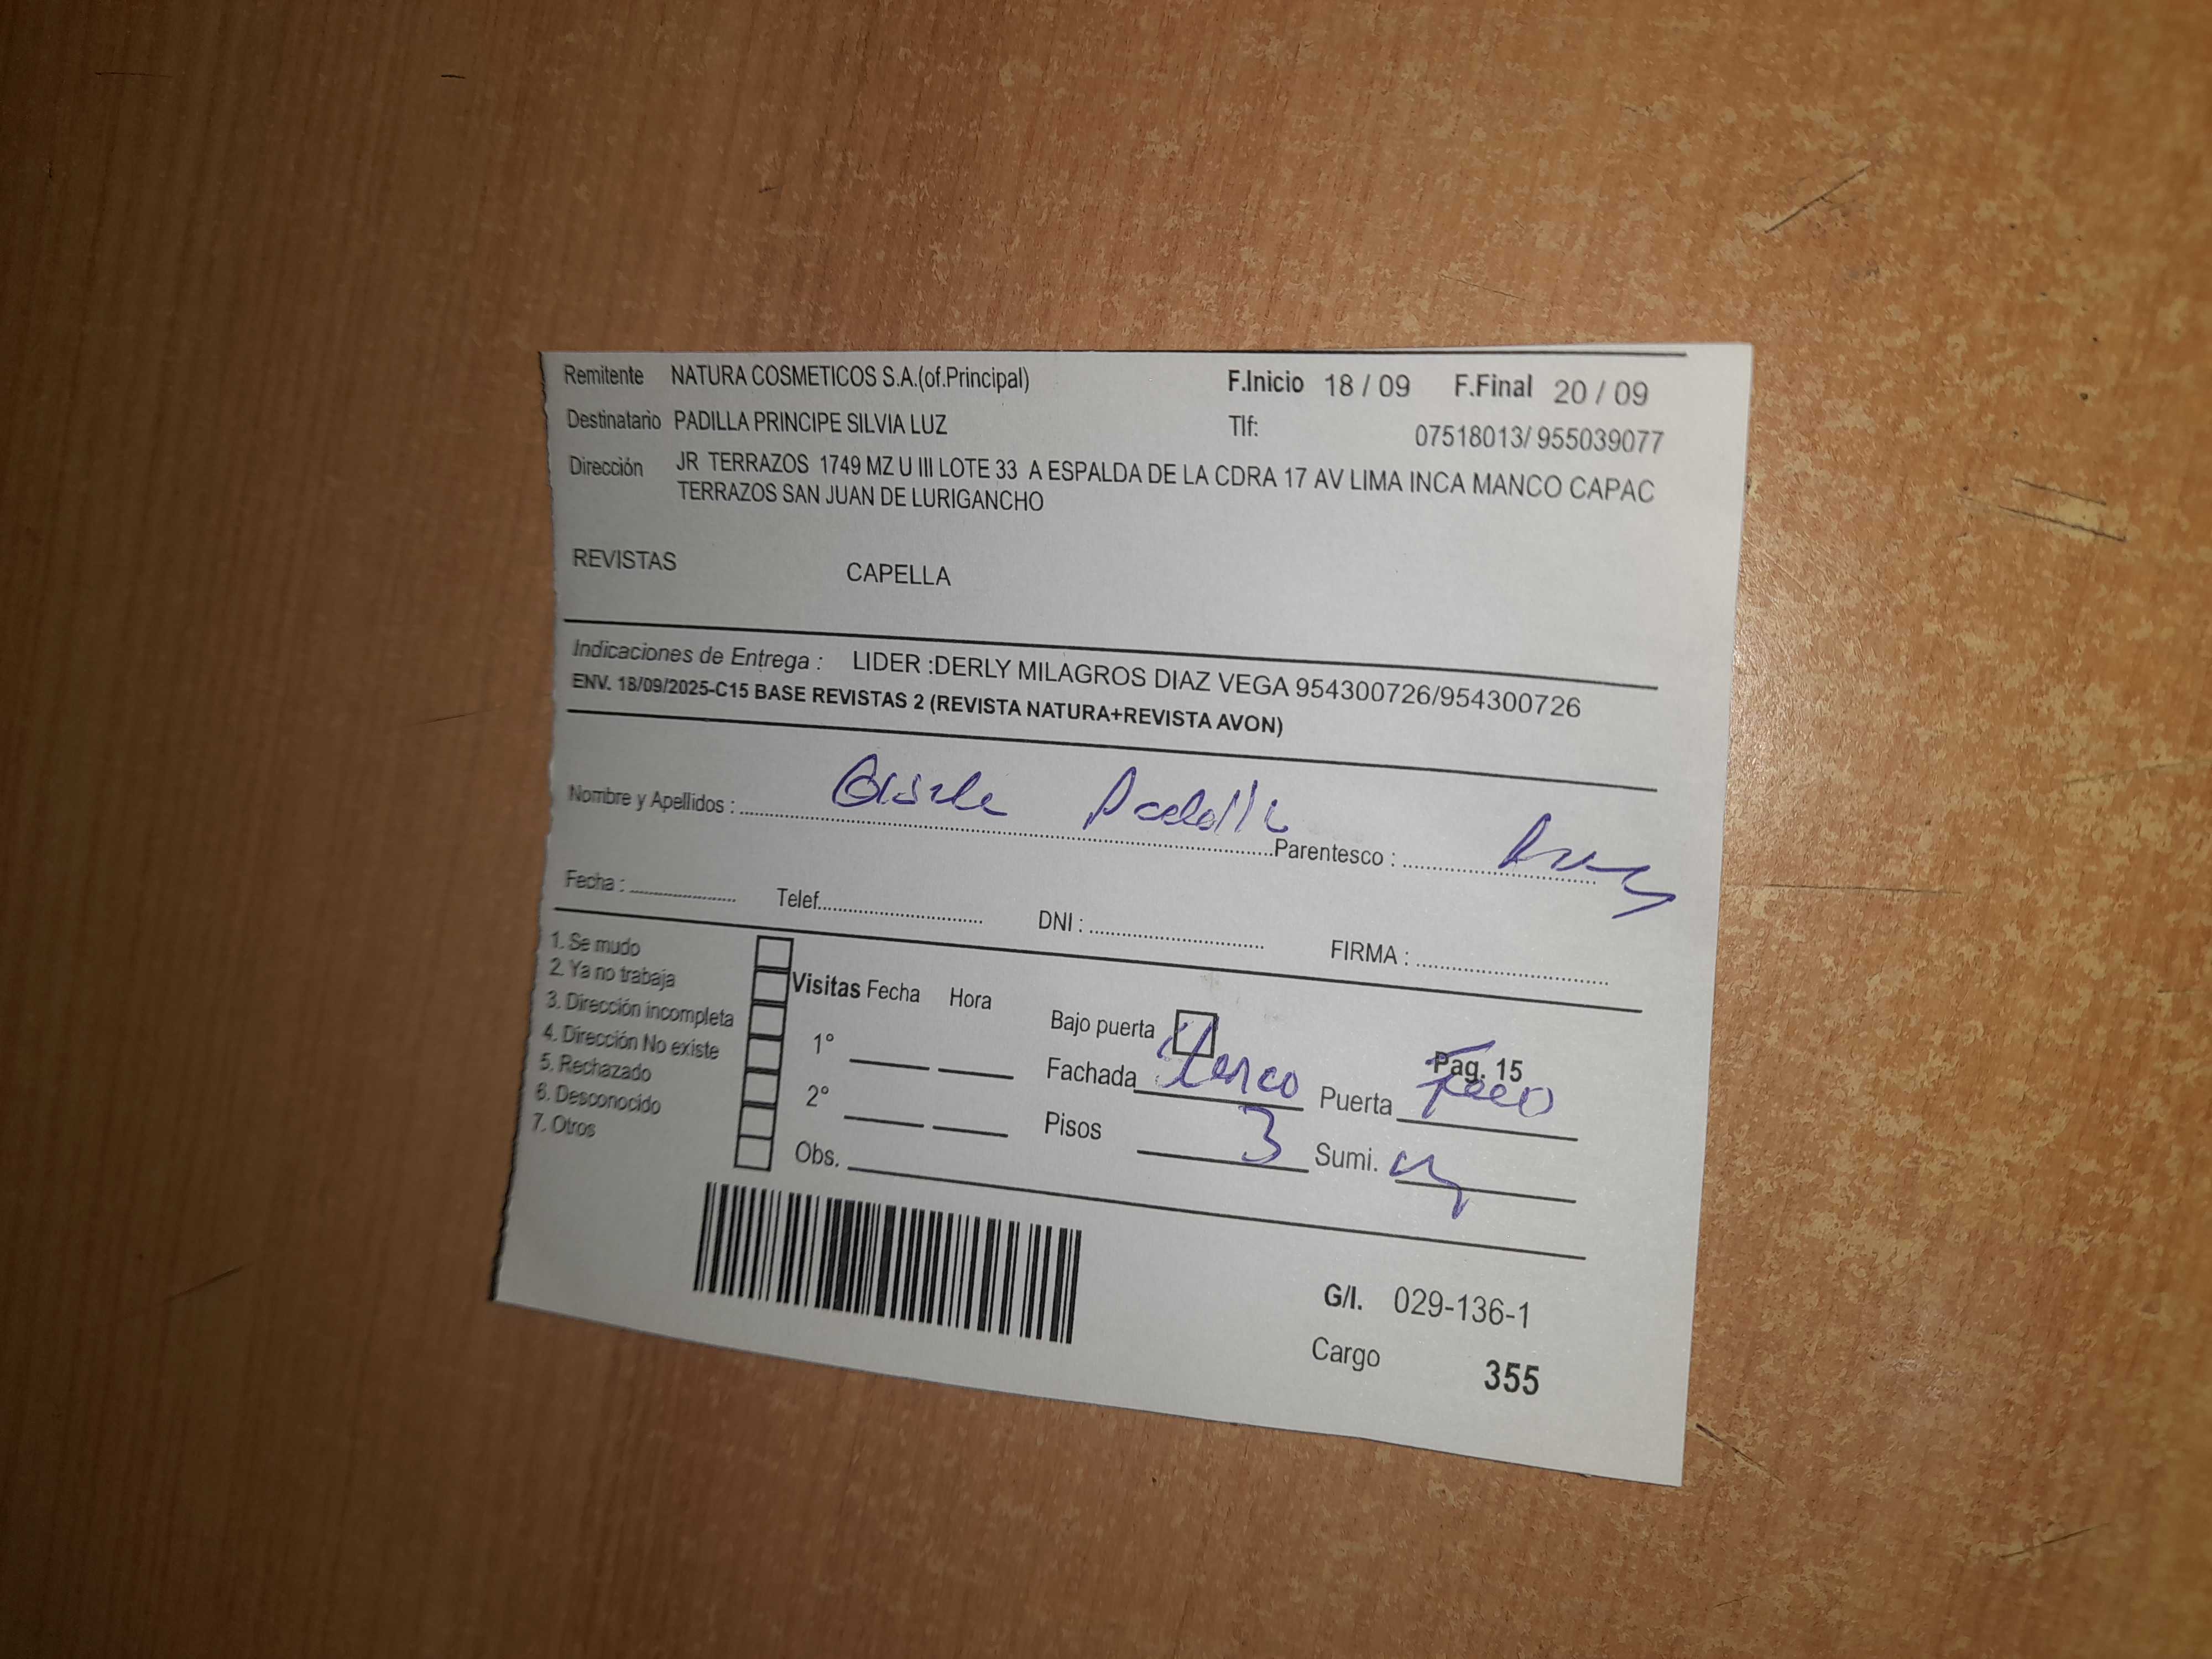 Remitente NATURA COSMETICOS S.A.(of.Principal) F.Inicio 18 / 09 F.Final 20 / 09
Destinatario PADILLA PRINCIPE SILVIA LUZ Tlf: 07518013/ 955039077
Dirección JR TERRAZOS 1749 MZ U III LOTE 33 A ESPALDA DE LA CDRA 17 AV LIMA INCA MANCO CAPAC
TERRAZOS SAN JUAN DE LURIGANCHO
REVISTAS CAPELLA
Indicaciones de Entrega : LIDER :DERLY MILAGROS DIAZ VEGA 954300726/954300726
ENV. 18/09/2025-C15 BASE REVISTAS 2 (REVISTA NATURA+REVISTA AVON)
Nombre y Apellidos : Padilla Parentesco :
Fecha : Telef. DNI : FIRMA :
1. Se mudo
2. Ya no trabaja
3. Dirección incompleta
4. Dirección No existe
5. Rechazado
6. Desconocido
7. Otros
Visitas Fecha Hora
1°
2°
Obs.
Bajo puerta Pag. 15
Fachada Puerta
Pisos 3 Sumi.
G/I. 029-136-1
Cargo 355